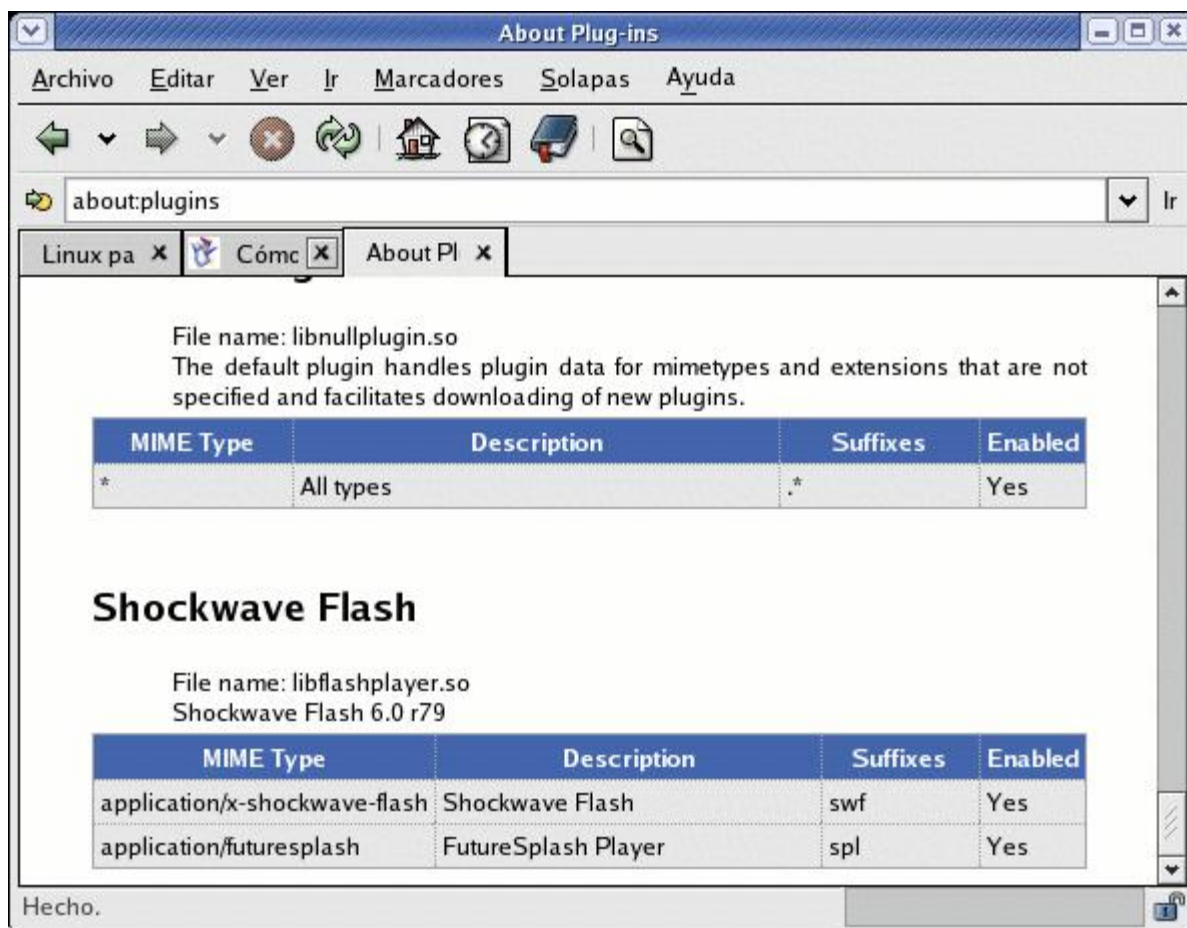 About Plug-ins
Archivo Editar Ver Ir Marcadores Solapas Ayuda
about:plugins Ir
Linux pa Cómc About Pl
File name: libnullplugin.so
The default plugin handles plugin data for mimetypes and extensions that are not
specified and facilitates downloading of new plugins.
MIME Type Description Suffixes Enabled
* All types .* Yes
Shockwave Flash
File name: libflashplayer.so
Shockwave Flash 6.0 r79
MIME Type Description Suffixes Enabled
application/x-shockwave-flash Shockwave Flash swf Yes
application/futuresplash FutureSplash Player spl Yes
Hecho.